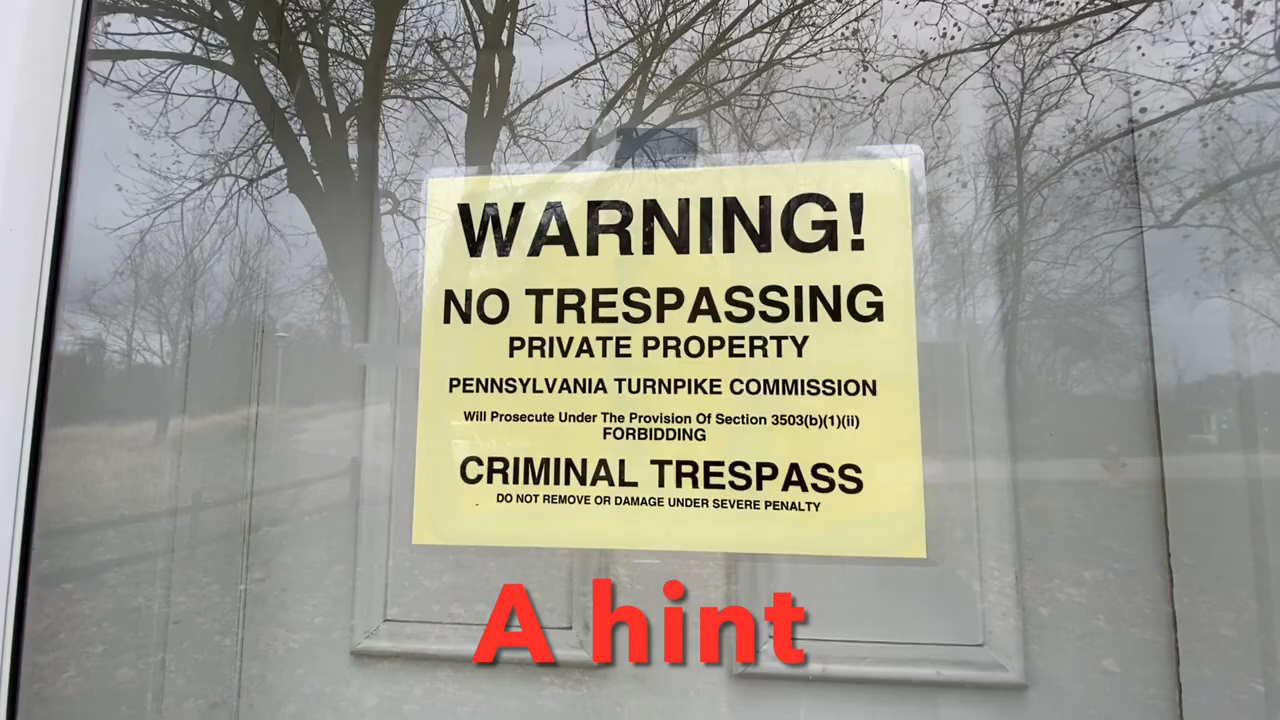 WARNING!
NO TRESPASSING
PRIVATE PROPERTY
PENNSYLVANIA TURNPIKE COMMISSION
Will Prosecute Under The Provision Of Section 3503(b)(1)(ii)
FORBIDDING
CRIMINAL TRESPASS
DO NOT REMOVE OR DAMAGE UNDER SEVERE PENALTY
A hint